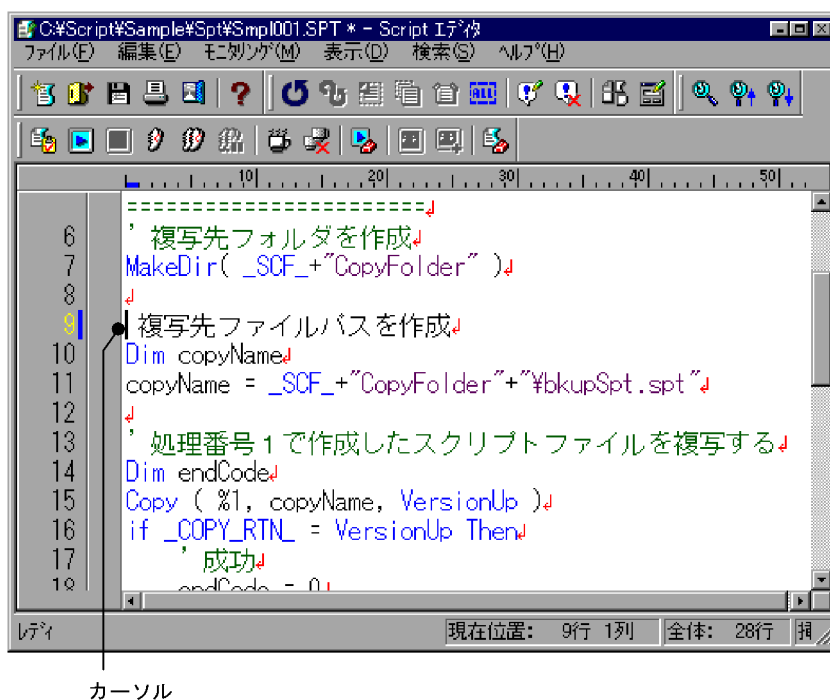 C:¥Script¥Sample¥Spt¥Smpl001.SPT * - Script ｴﾃﾞｨﾀ
ﾌｧｲﾙ(F) 編集(E) ﾓﾆﾀﾘﾝｸﾞ(M) 表示(D) 検索(S) ﾍﾙﾌﾟ(H)
ALL
10 20 30 40 50
=======================
6 ' 複写先フォルダを作成
7 MakeDir( _SCF_+"CopyFolder" )
8
9 複写先ファイルパスを作成
10 Dim copyName
11 copyName = _SCF_+"CopyFolder"+"¥bkupSpt.spt"
12
13 ' 処理番号１で作成したスクリプトファイルを複写する
14 Dim endCode
15 Copy ( %1, copyName, VersionUp )
16 if _COPY_RTN_ = VersionUp Then
17 ' 成功
18 endCode = 0
ﾚﾃﾞｨ 現在位置: 9行 1列 全体: 28行
カーソル